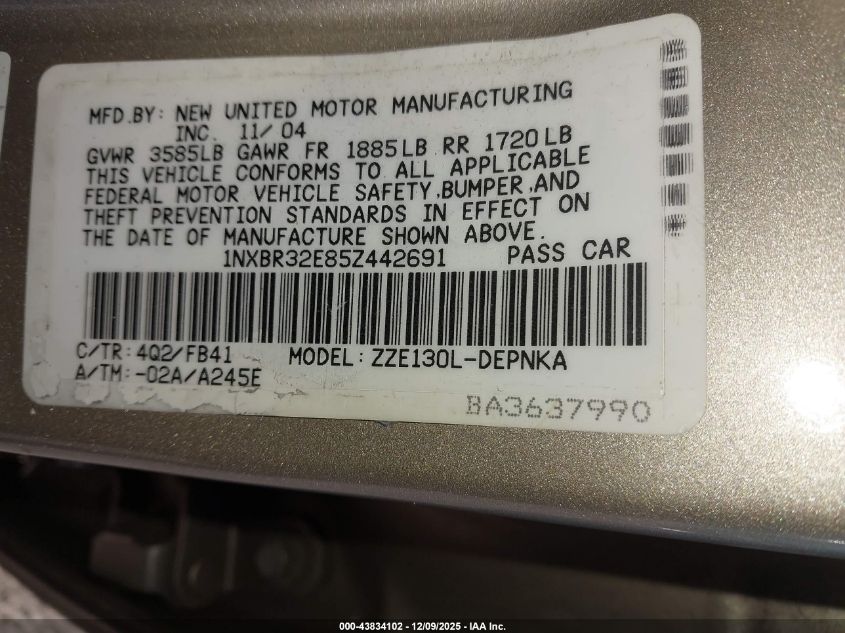 MFD.BY: NEW UNITED MOTOR MANUFACTURING
INC. 11/04
GVWR 3585LB GAWR FR 1885LB RR 1720LB
THIS VEHICLE CONFORMS TO ALL APPLICABLE
FEDERAL MOTOR VEHICLE SAFETY,BUMPER,AND
THEFT PREVENTION STANDARDS IN EFFECT ON
THE DATE OF MANUFACTURE SHOWN ABOVE.
1NXBR32E85Z442691 PASS CAR
C/TR:4Q2/FB41 MODEL:ZZE130L-DEPNKA
A/TM:-02A/A245E
BA3637990
000-43834102 - 12/09/2025 - IAA Inc.